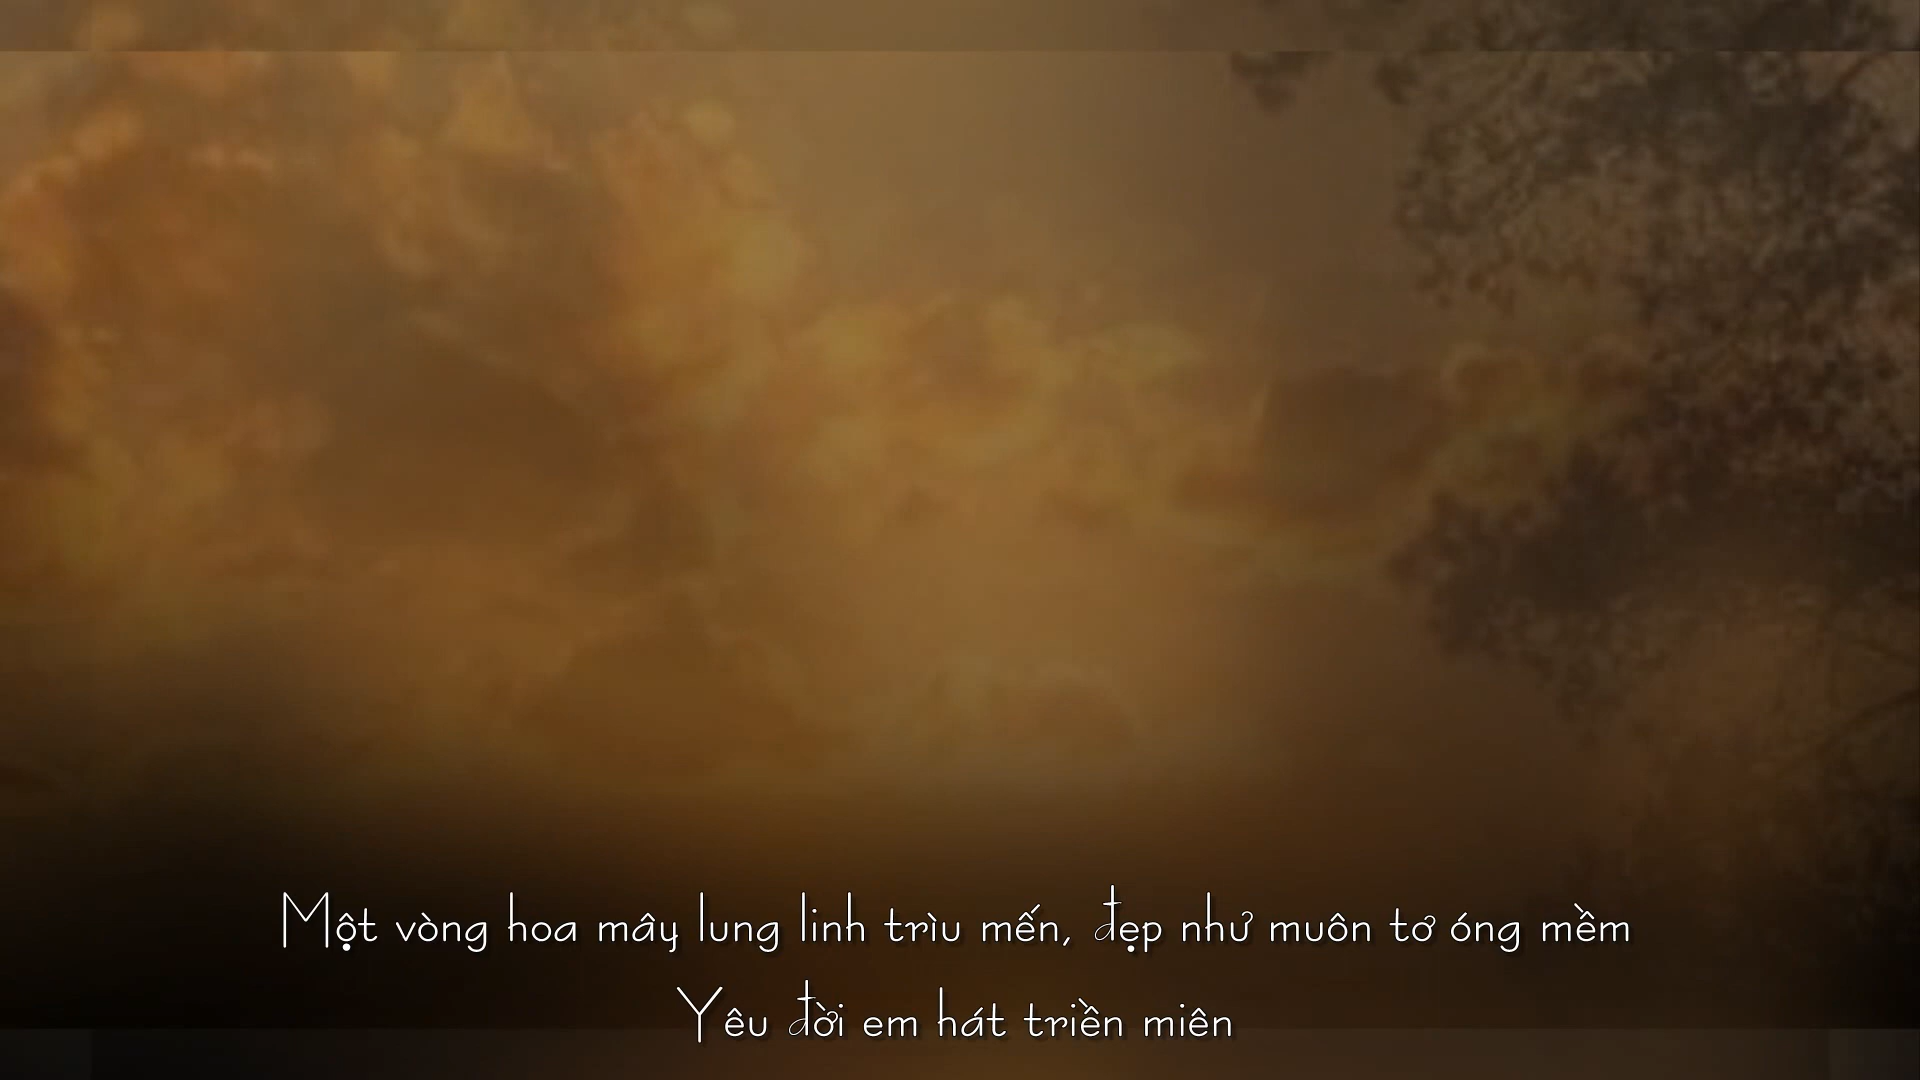 Một vòng hoa mây lung linh trìu mến, đẹp như muôn tơ óng mềm
Yêu đời em hát triền miên